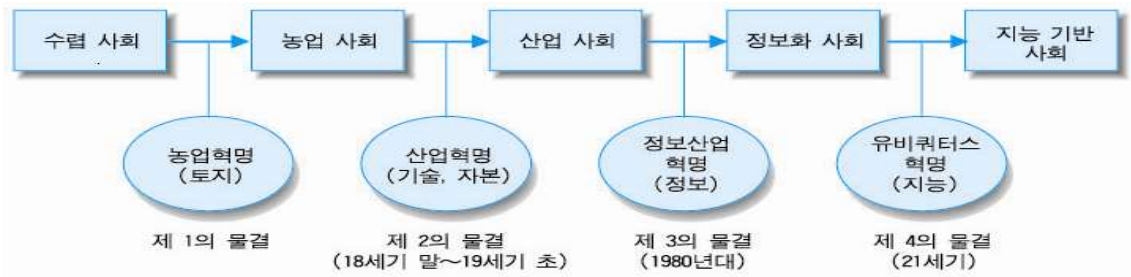 수렵 사회
농업 사회
산업 사회
정보화 사회
지능 기반
사회
농업혁명
(토지)
산업혁명
(기술, 자본)
정보산업
혁명
(정보)
유비쿼터스
혁명
(지능)
제 1의 물결
제 2의 물결
(18세기 말～19세기 초)
제 3의 물결
(1980년대)
제 4의 물결
(21세기)